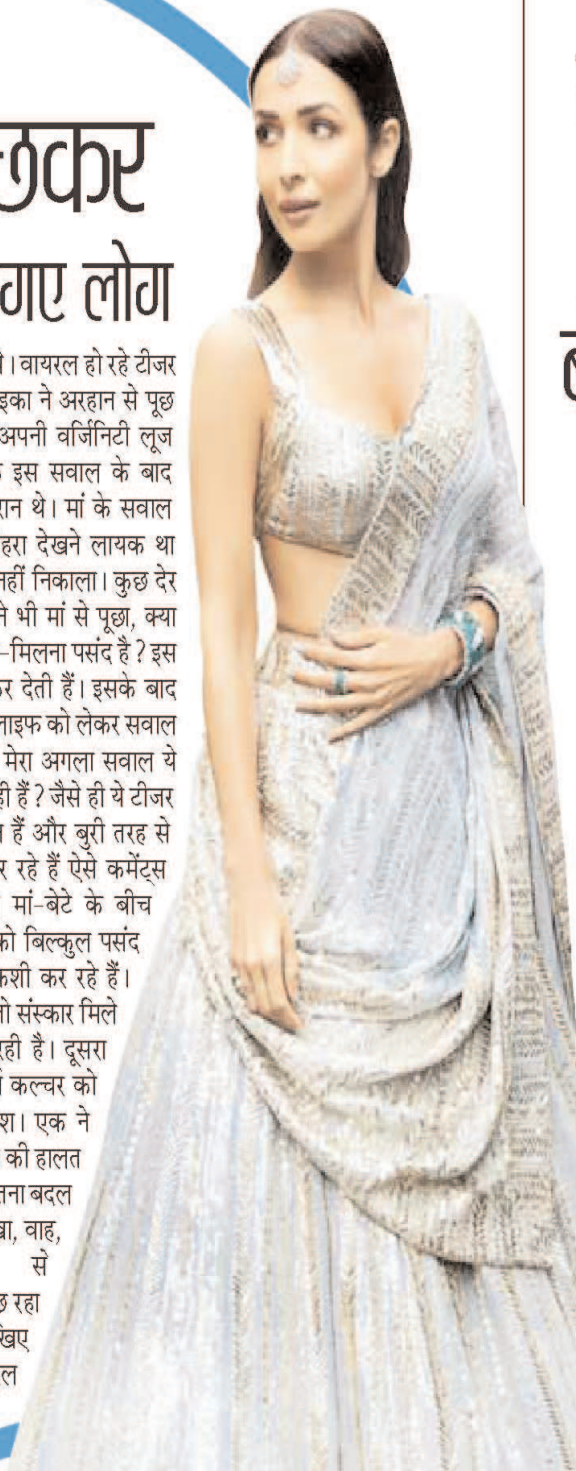 छकर
गए लोग
। वायरल हो रहे टीजर
इका ने अरहान से पूछ
अपनी वर्जिनिटी लूज
इस सवाल के बाद
रान थे। मां के सवाल
हरा देखने लायक था
नहीं निकाला। कुछ देर
ने भी मां से पूछा, क्या
-मिलना पसंद है? इस
कर देती हैं। इसके बाद
लाइफ को लेकर सवाल
मेरा अगला सवाल ये
ही हैं? जैसे ही ये टीजर
हैं और बुरी तरह से
र रहे हैं ऐसे कमेंट्स
मां-बेटे के बीच
को बिल्कुल पसंद
कशी कर रहे हैं।
नो संस्कार मिले
रही है। दूसरा
कल्चर को
श। एक ने
की हालत
तना बदल
खा, वाह,
से
छ रहा
खिए
ल